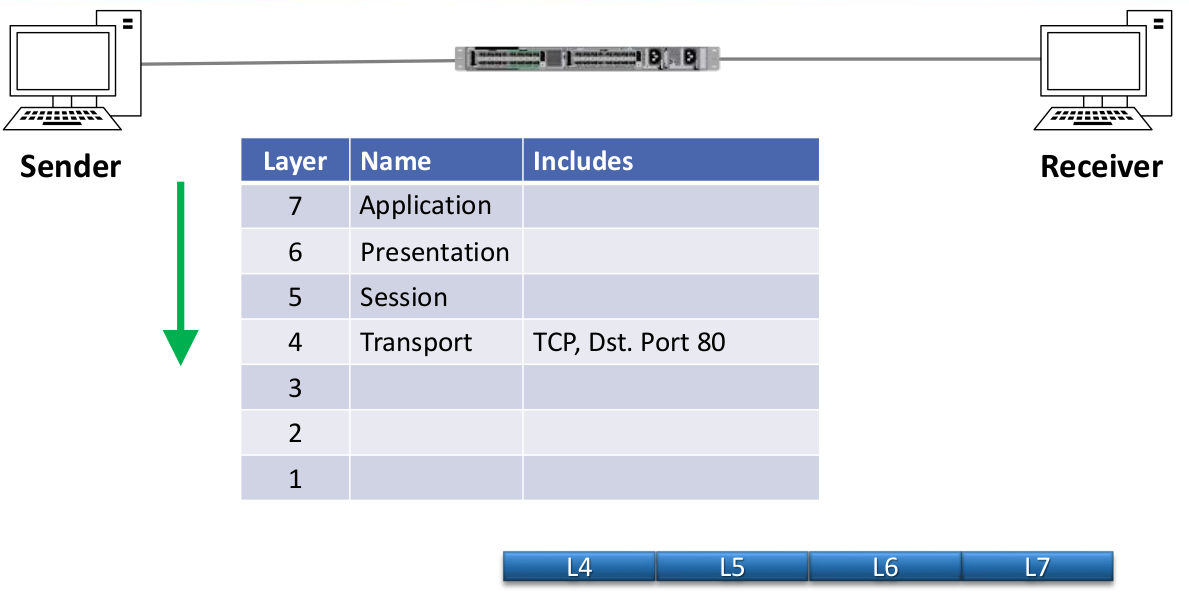 Sender
Receiver
Layer Name Includes
7 Application
6 Presentation
5 Session
4 Transport TCP, Dst. Port 80
3
2
1
L4 L5 L6 L7